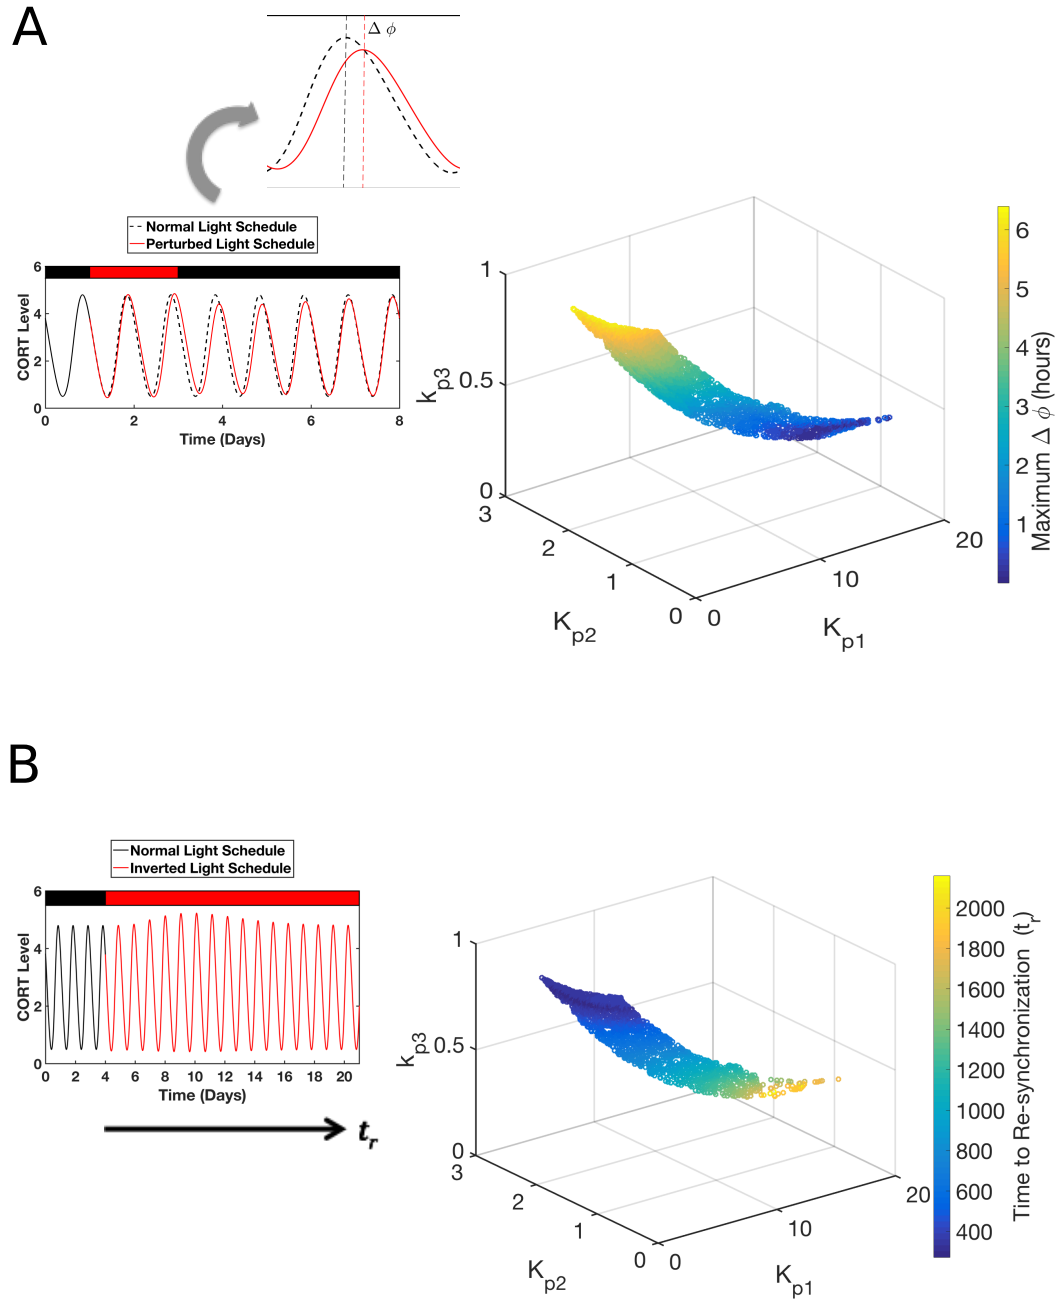 A
Δ ϕ
Normal Light Schedule
Perturbed Light Schedule
6
4
2
0
CORT Level
2
4
6
8
Time (Days)
1
0.5
0
k_p3
3
2
1
0
K_p2
0
10
20
K_p1
6
5
4
3
2
1
Maximum Δ ϕ (hours)
B
Normal Light Schedule
Inverted Light Schedule
6
4
2
0
CORT Level
0 2 4 6 8 10 12 14 16 18 20
Time (Days)
t_r
1
0.5
0
k_p3
3
2
1
0
K_p2
0
10
20
K_p1
2000
1800
1600
1400
1200
1000
800
600
400
Time to Re-synchronization (t_r)